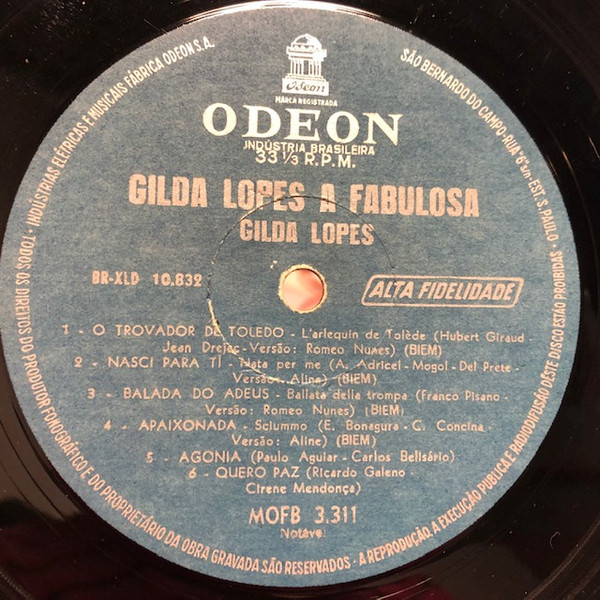 INDÚSTRIAS ELÉTRICAS E MUSICAIS FÁBRICA ODEON S.A.
Odeon
MARCA REGISTRADA
ODEON
INDÚSTRIA BRASILEIRA
33 1/3 R.P.M.
SÃO BERNARDO DO CAMPO-RUA "6" s/n-EST. S. PAULO
GILDA LOPES A FABULOSA
GILDA LOPES
BR-XLD 10.832
ALTA FIDELIDADE
1 - O TROVADOR DE TOLEDO - L'arlequin de Tolède (Hubert Giraud -
Jean Drejac - Versão: Romeo Nunes) (BIEM)
2 - NASCI PARA TÍ - Nata per me (A. Adricel - Mogol - Del Prete -
Versão: Aline) (BIEM)
3 - BALADA DO ADEUS - Ballata della trompa (Franco Pisano -
Versão: Romeo Nunes) (BIEM)
4 - APAIXONADA - Sclummo (E. Bonagura - C. Concina -
Versão: Aline) (BIEM)
5 - AGONIA (Paulo Aguiar - Carlos Belisário)
6 - QUERO PAZ (Ricardo Galeno -
Cirene Mendonça)
MOFB 3.311
Notável
TODOS OS DIREITOS DO PRODUTOR FONOGRÁFICO E DO PROPRIETÁRIO DA OBRA GRAVADA SÃO RESERVADOS - A REPRODUÇÃO, A EXECUÇÃO PUBLICA E RADIODIFUÇÃO DESTE DISCO ESTÃO PROIBIDAS